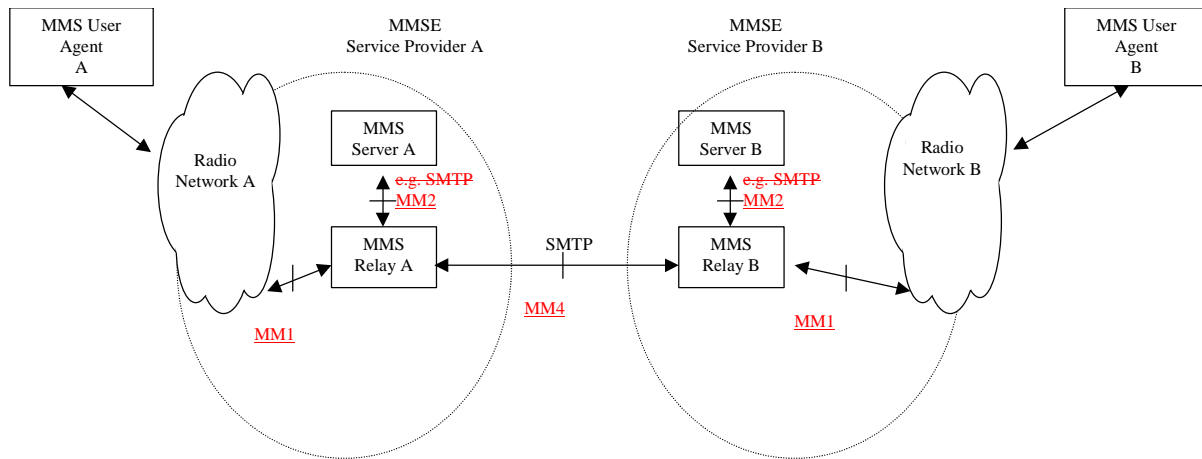 MMS User
Agent
A
MMSE
Service Provider A
MMSE
Service Provider B
MMS User
Agent
B
MMS
Server A
MMS
Server B
Radio
Network A
Radio
Network B
e.g. SMTP
MM2
e.g. SMTP
MM2
MMS
Relay A
SMTP
MMS
Relay B
MM1
MM4
MM1